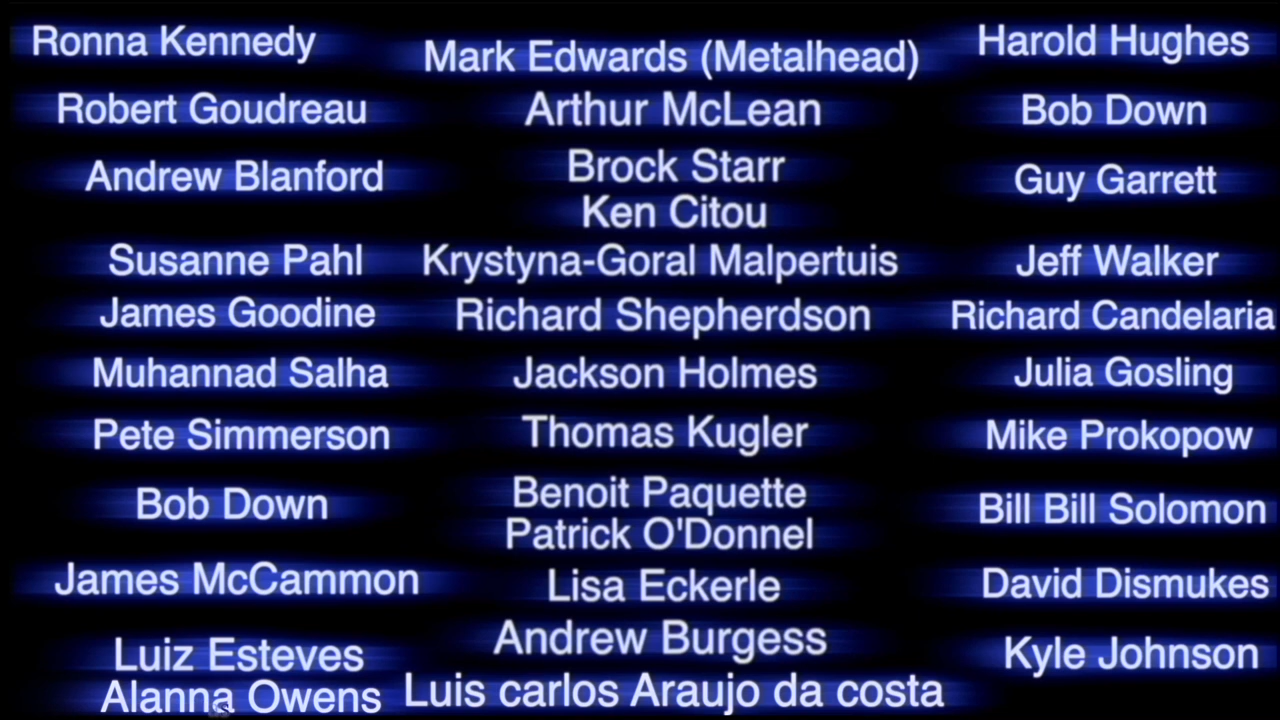 Ronna Kennedy
Robert Goudreau
Andrew Blanford
Susanne Pahl
James Goodine
Muhannad Salha
Pete Simmerson
Bob Down
James McCammon
Luiz Esteves
Alanna Owens
Mark Edwards (Metalhead)
Arthur McLean
Brock Starr
Ken Citou
Krystyna-Goral Malpertuis
Richard Shepherdson
Jackson Holmes
Thomas Kugler
Benoit Paquette
Patrick O'Donnel
Lisa Eckerle
Andrew Burgess
Luis carlos Araujo da costa
Harold Hughes
Bob Down
Guy Garrett
Jeff Walker
Richard Candelaria
Julia Gosling
Mike Prokopow
Bill Bill Solomon
David Dismukes
Kyle Johnson